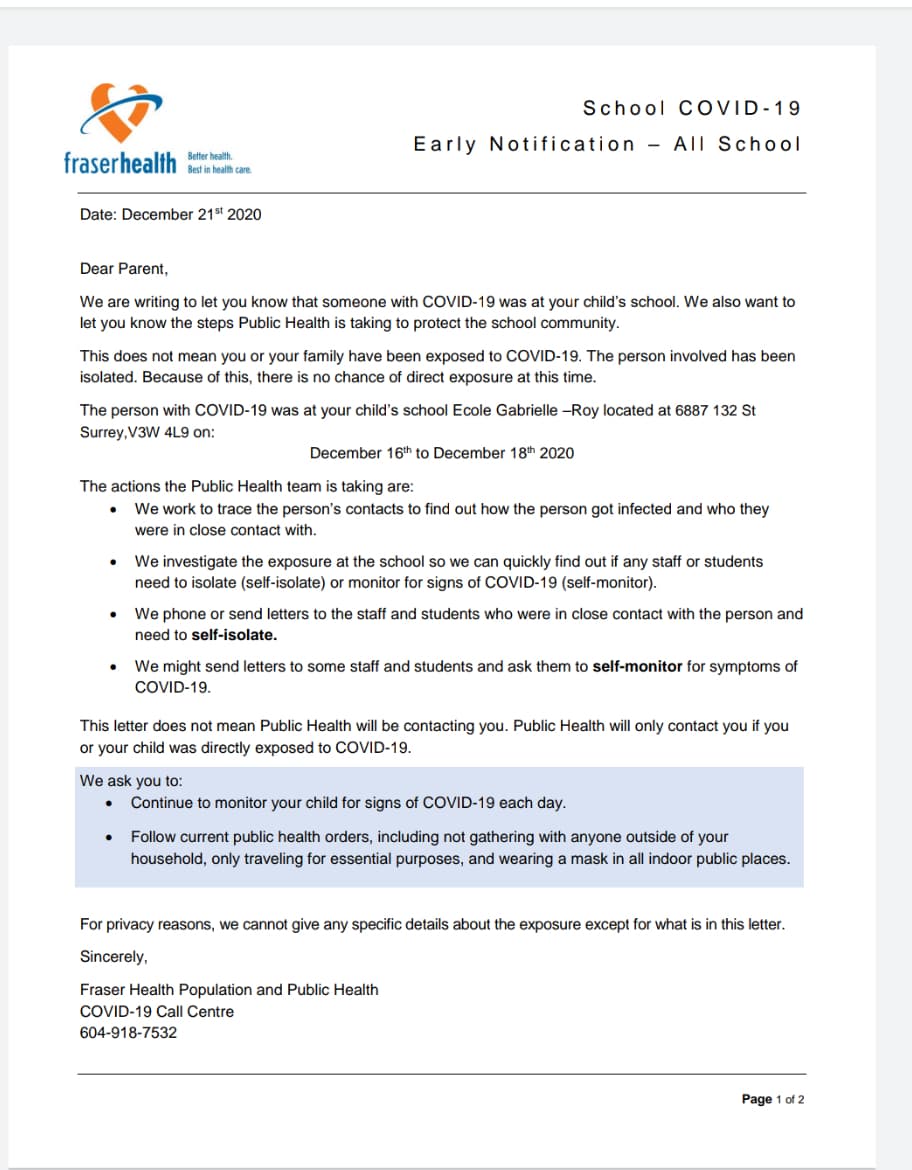 School COVID-19
Early Notification – All School
fraserhealth
Better health.
Best in health care.
Date: December 21st 2020
Dear Parent,
We are writing to let you know that someone with COVID-19 was at your child's school. We also want to
let you know the steps Public Health is taking to protect the school community.
This does not mean you or your family have been exposed to COVID-19. The person involved has been
isolated. Because of this, there is no chance of direct exposure at this time.
The person with COVID-19 was at your child's school Ecole Gabrielle –Roy located at 6887 132 St
Surrey,V3W 4L9 on:
December 16th to December 18th 2020
The actions the Public Health team is taking are:
• We work to trace the person's contacts to find out how the person got infected and who they
were in close contact with.
• We investigate the exposure at the school so we can quickly find out if any staff or students
need to isolate (self-isolate) or monitor for signs of COVID-19 (self-monitor).
• We phone or send letters to the staff and students who were in close contact with the person and
need to self-isolate.
• We might send letters to some staff and students and ask them to self-monitor for symptoms of
COVID-19.
This letter does not mean Public Health will be contacting you. Public Health will only contact you if you
or your child was directly exposed to COVID-19.
We ask you to:
• Continue to monitor your child for signs of COVID-19 each day.
• Follow current public health orders, including not gathering with anyone outside of your
household, only traveling for essential purposes, and wearing a mask in all indoor public places.
For privacy reasons, we cannot give any specific details about the exposure except for what is in this letter.
Sincerely,
Fraser Health Population and Public Health
COVID-19 Call Centre
604-918-7532
Page 1 of 2